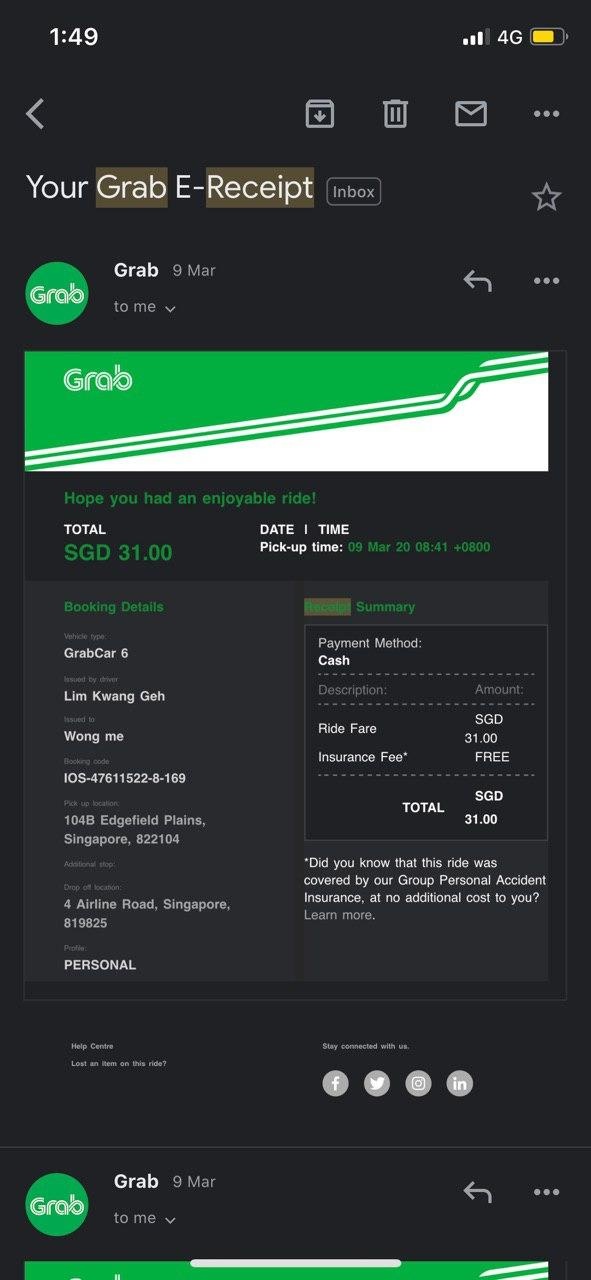 1:49
4G
Your Grab E-Receipt
Inbox
Grab
Grab 9 Mar
to me
Grab
Hope you had an enjoyable ride!
TOTAL
SGD 31.00
DATE | TIME
Pick-up time: 09 Mar 20 08:41 +0800
Booking Details
Vehicle type:
GrabCar 6
Issued by driver
Lim Kwang Geh
Issued to
Wong me
Booking code
IOS-47611522-8-169
Pick up location:
104B Edgefield Plains,
Singapore, 822104
Additional stop:
Drop off location:
4 Airline Road, Singapore,
819825
Profile:
PERSONAL
Receipt Summary
Payment Method:
Cash
Description: Amount:
Ride Fare SGD
31.00
Insurance Fee* FREE
TOTAL SGD
31.00
*Did you know that this ride was
covered by our Group Personal Accident
Insurance, at no additional cost to you?
Learn more.
Help Centre
Lost an item on this ride?
Stay connected with us.
Grab
Grab 9 Mar
to me